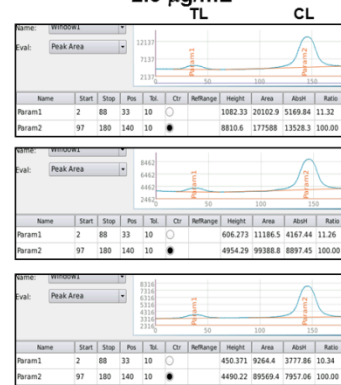 TL CL
Name: Window1
Eval: Peak Area
12137
7137
2137
Param1 Param2
50 100 150
Name Start Stop Pos Tol. Ctr RefRange Height Area AbsH Ratio
Param1 2 88 33 10 1082.33 20102.9 5169.84 11.32
Param2 97 180 140 10 8810.6 177588 13528.3 100.00
Name: Window1
Eval: Peak Area
8462
6462
4462
2462
Param1 Param2
50 100 150
Name Start Stop Pos Tol. Ctr RefRange Height Area AbsH Ratio
Param1 2 88 33 10 606.273 11186.5 4167.44 11.26
Param2 97 180 140 10 4954.29 99388.8 8897.45 100.00
Name: Window1
Eval: Peak Area
8316
7316
6316
5316
4316
3316
2316
Param1 Param2
50 100 150
Name Start Stop Pos Tol. Ctr RefRange Height Area AbsH Ratio
Param1 2 88 33 10 450.371 9264.4 3777.86 10.34
Param2 97 180 140 10 4490.22 89569.4 7957.06 100.00